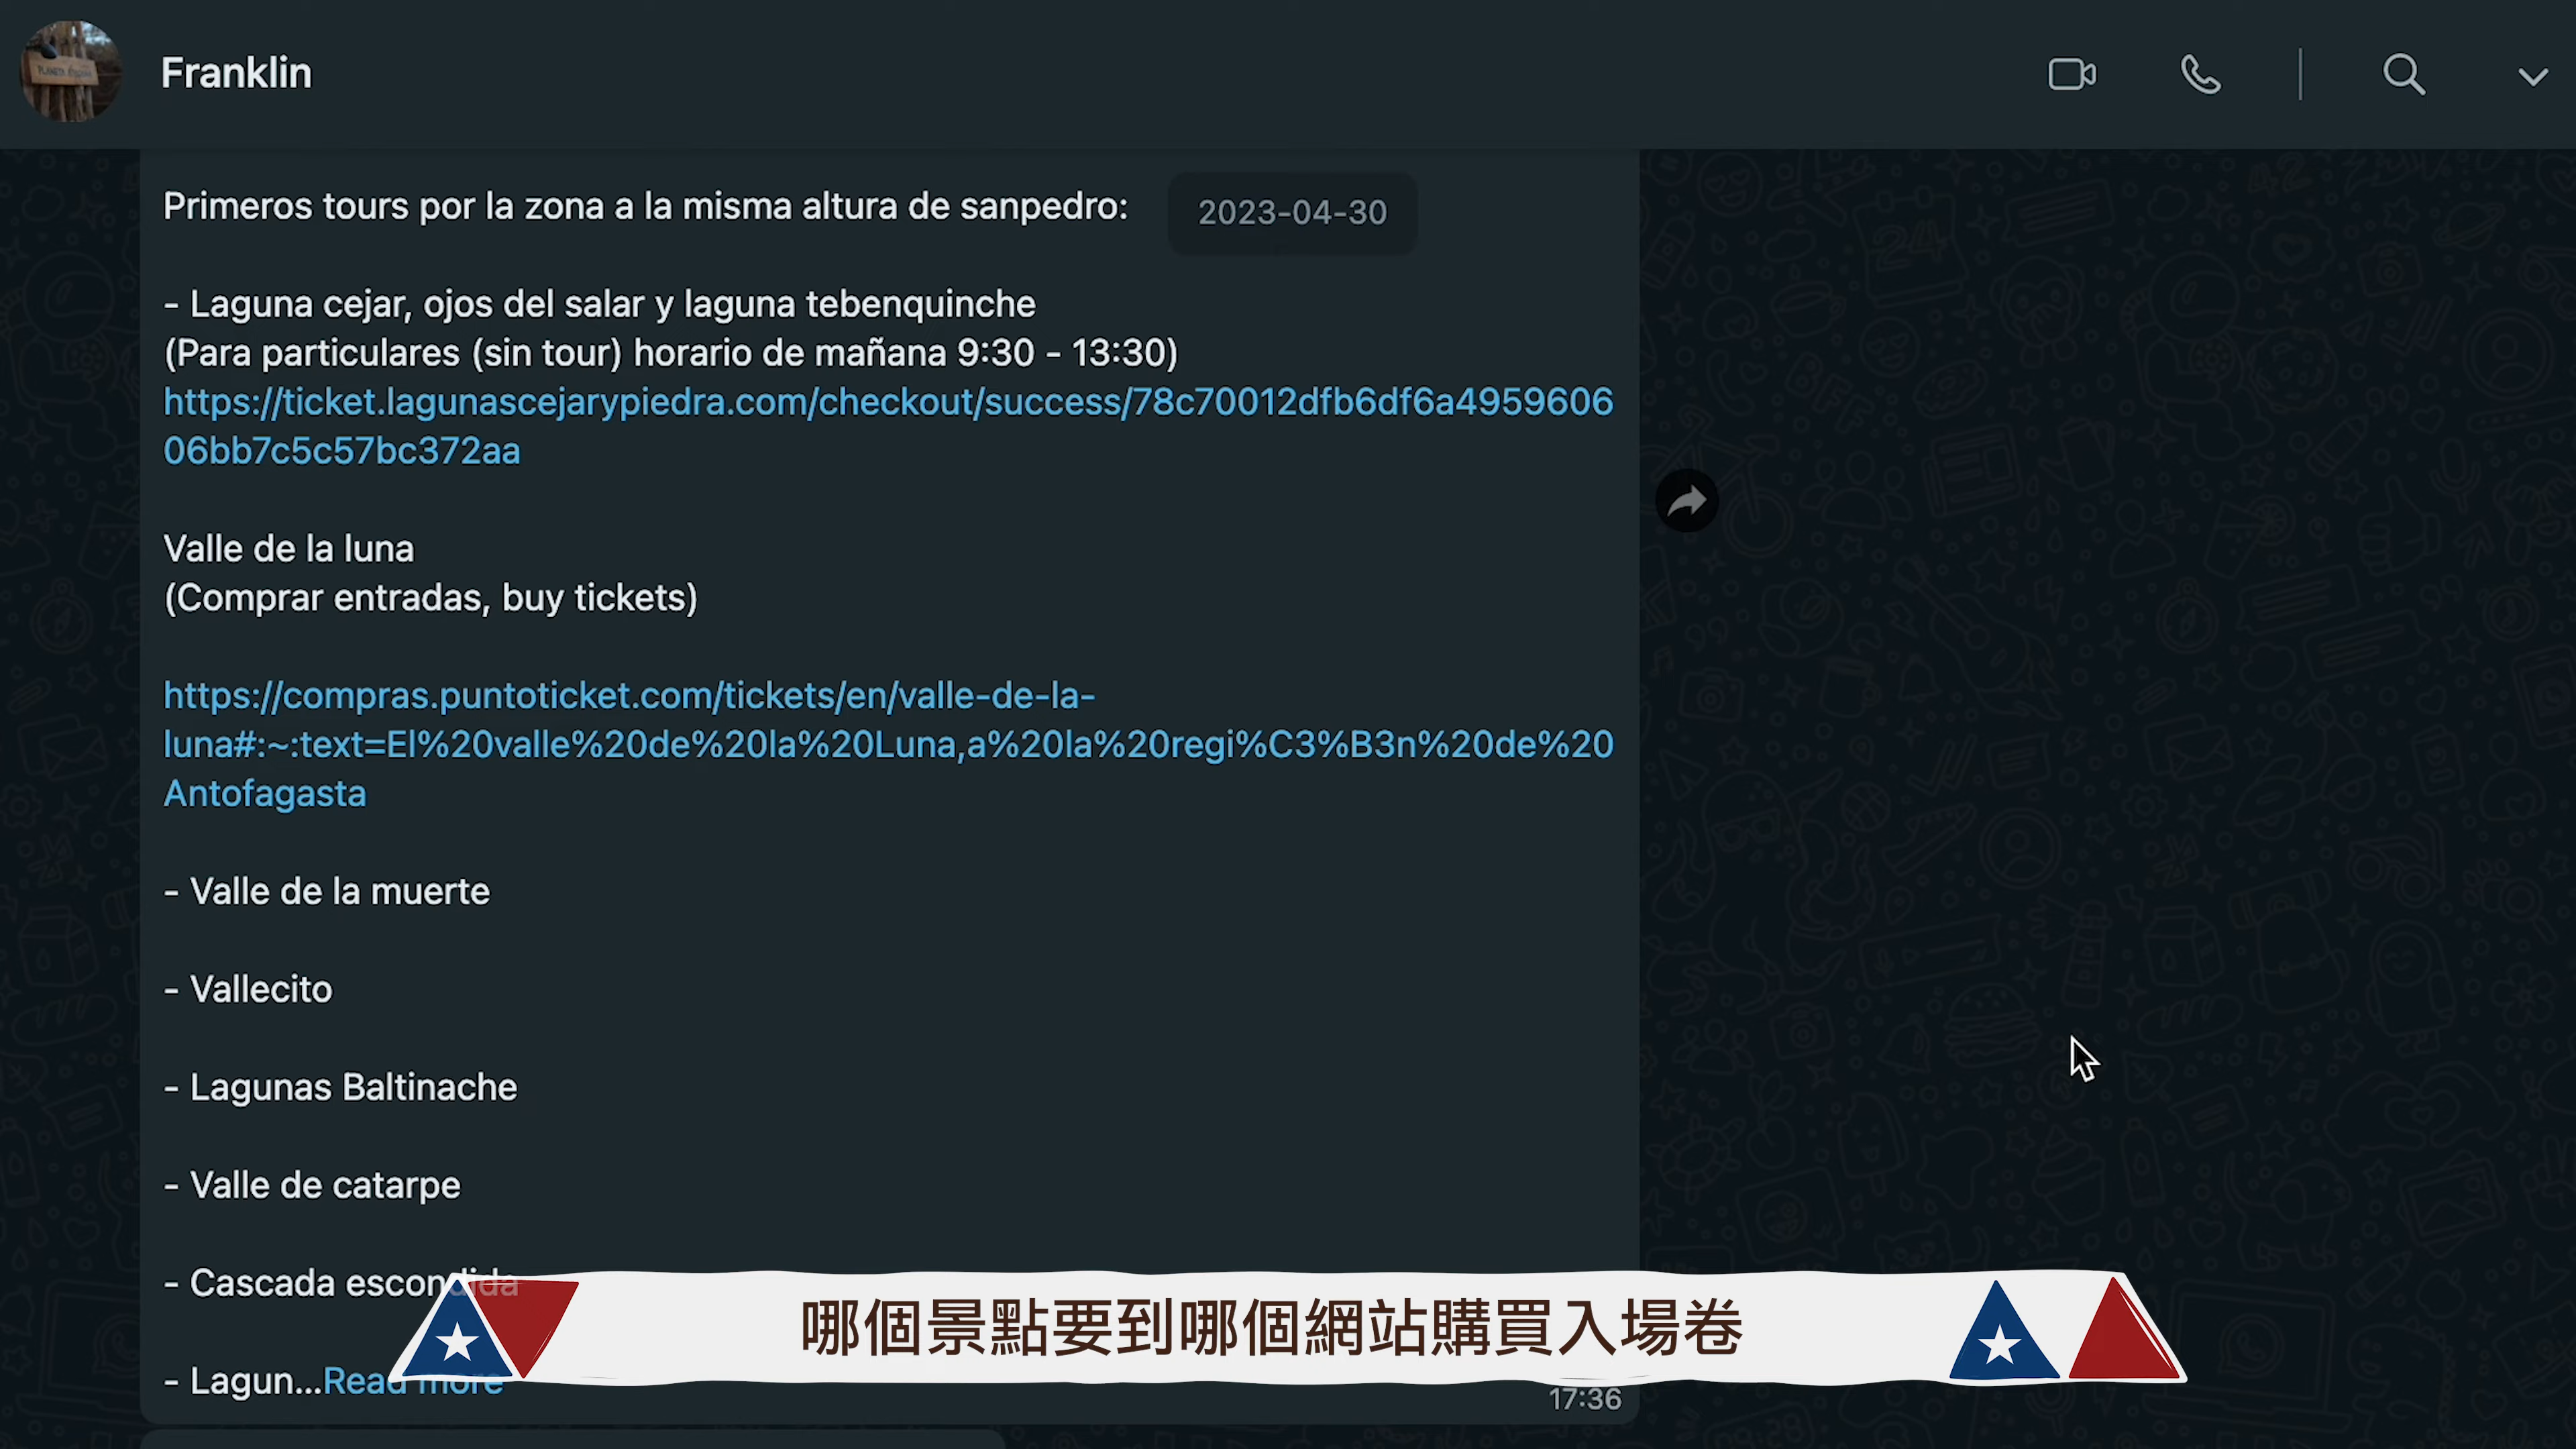 Franklin
Primeros tours por la zona a la misma altura de sanpedro:
2023-04-30
- Laguna cejar, ojos del salar y laguna tebenquinche
(Para particulares (sin tour) horario de mañana 9:30 - 13:30)
https://ticket.lagunascejarypiedra.com/checkout/success/78c70012dfb6df6a4959606
06bb7c5c57bc372aa
Valle de la luna
(Comprar entradas, buy tickets)
https://compras.puntoticket.com/tickets/en/valle-de-la-
luna#:~:text=El%20valle%20de%20la%20Luna,a%20la%20regi%C3%B3n%20de%20
Antofagasta
- Valle de la muerte
- Vallecito
- Lagunas Baltinache
- Valle de catarpe
- Cascada escondida
哪個景點要到哪個網站購買入場卷
- Lagun...Read more
17:36